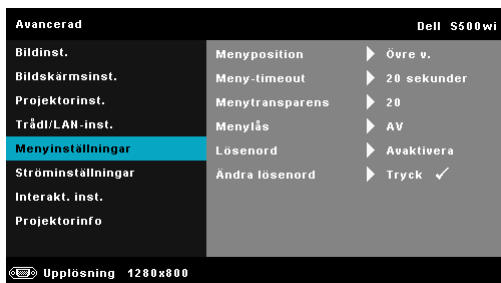 Avancerad Dell S500wi
Bildinst.
Bildskärmsinst.
Projektorinst.
Trådl/LAN-inst.
Menyinställningar
Ströminställningar
Interakt. inst.
Projektorinfo
Menyposition Övre v.
Meny-timeout 20 sekunder
Menytransparens 20
Menylås AV
Lösenord Avaktivera
Ändra lösenord Tryck ✓
Upplösning 1280x800